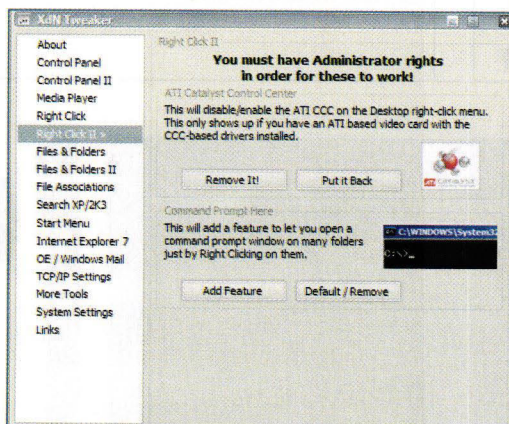 XdN Tweaker
About
Control Panel
Control Panel II
Media Player
Right Click
Right Click II »
Files & Folders
Files & Folders II
File Associations
Search XP/2K3
Start Menu
Internet Explorer 7
OE / Windows Mail
TCP/IP Settings
More Tools
System Settings
Links
Right Click II
You must have Administrator rights
in order for these to work!
ATI Catalyst Control Center
This will disable/enable the ATI CCC on the Desktop right-click menu.
This only shows up if you have an ATI based video card with the
CCC-based drivers installed.
Remove It!
Put it Back
ATI CATALYST
Command Prompt Here
This will add a feature to let you open a
command prompt window on many folders
just by Right Clicking on them.
C:\WINDOWS\System32
C:\>_
Add Feature
Default / Remove